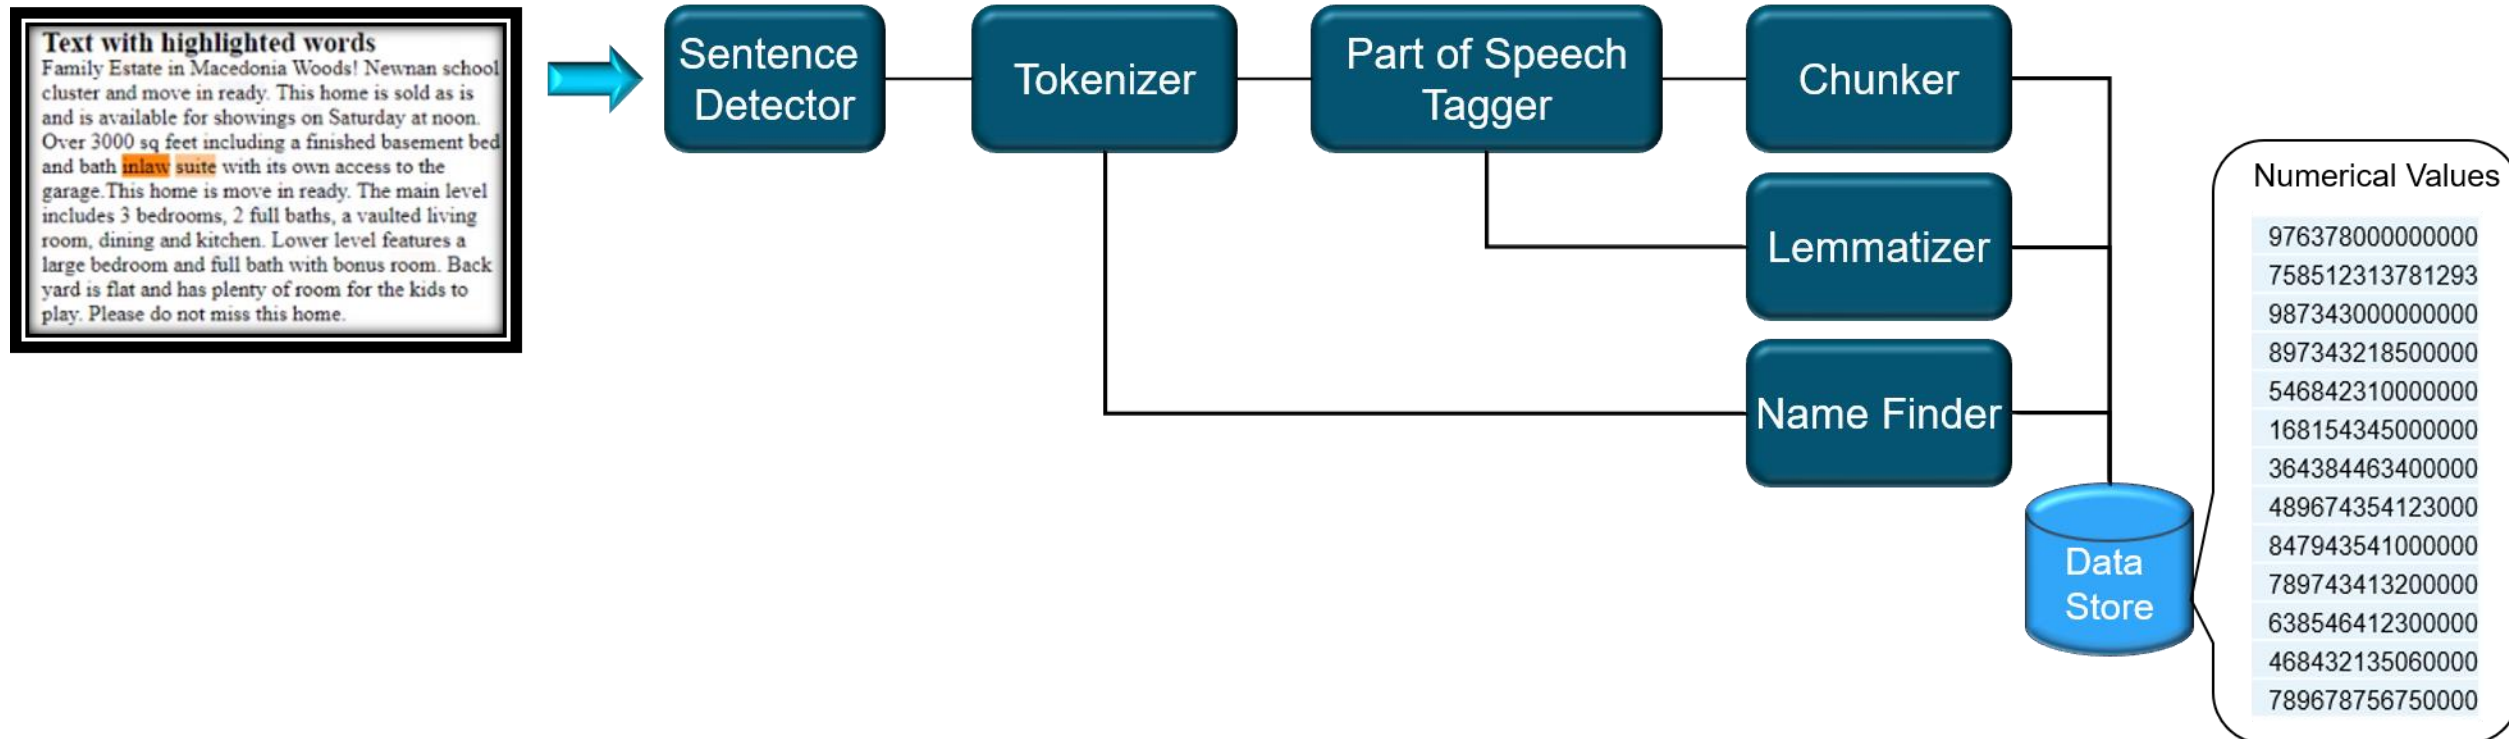 Text with highlighted words
Family Estate in Macedonia Woods! Newnan school
cluster and move in ready. This home is sold as is
and is available for showings on Saturday at noon.
Over 3000 sq feet including a finished basement bed
and bath inlaw suite with its own access to the
garage.This home is move in ready. The main level
includes 3 bedrooms, 2 full baths, a vaulted living
room, dining and kitchen. Lower level features a
large bedroom and full bath with bonus room. Back
yard is flat and has plenty of room for the kids to
play. Please do not miss this home.
Sentence
Detector
Tokenizer
Part of Speech
Tagger
Chunker
Lemmatizer
Name Finder
Data
Store
Numerical Values
976378000000000
758512313781293
987343000000000
897343218500000
546842310000000
168154345000000
364384463400000
489674354123000
847943541000000
789743413200000
638546412300000
468432135060000
789678756750000